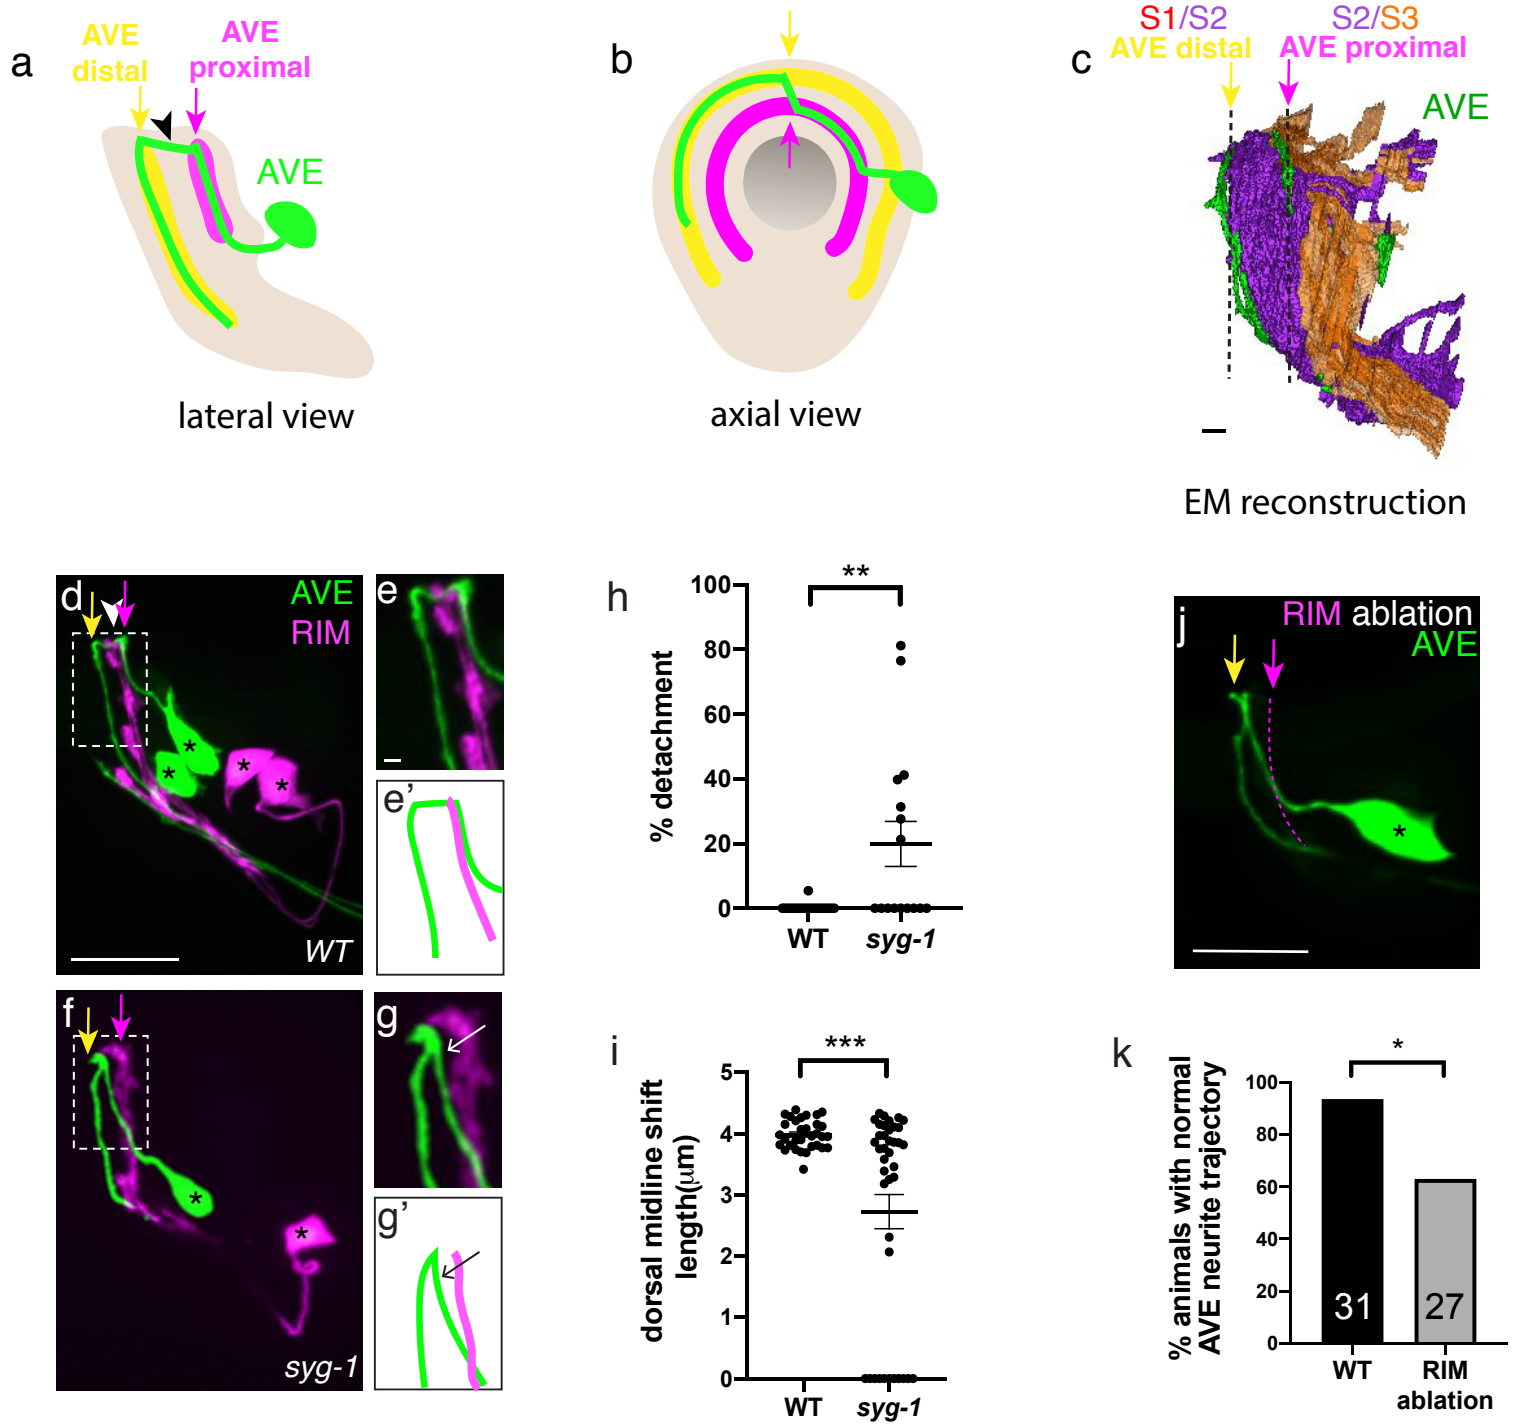 a
AVE
distal
AVE
proximal
AVE
lateral view
b
axial view
c
S1/S2
S2/S3
AVE distal
AVE proximal
AVE
EM reconstruction
d
AVE
RIM
*
*
*
*
WT
e
e’
f
*
*
syg-1
g
g’
h
% detachment
**
100
80
60
40
20
0
WT
syg-1
i
dorsal midline shift
length(μm)
***
5
4
3
2
1
0
WT
syg-1
j
RIM ablation
AVE
*
k
% animals with normal
AVE neurite trajectory
*
100
80
60
40
20
0
31
27
WT
RIM
ablation